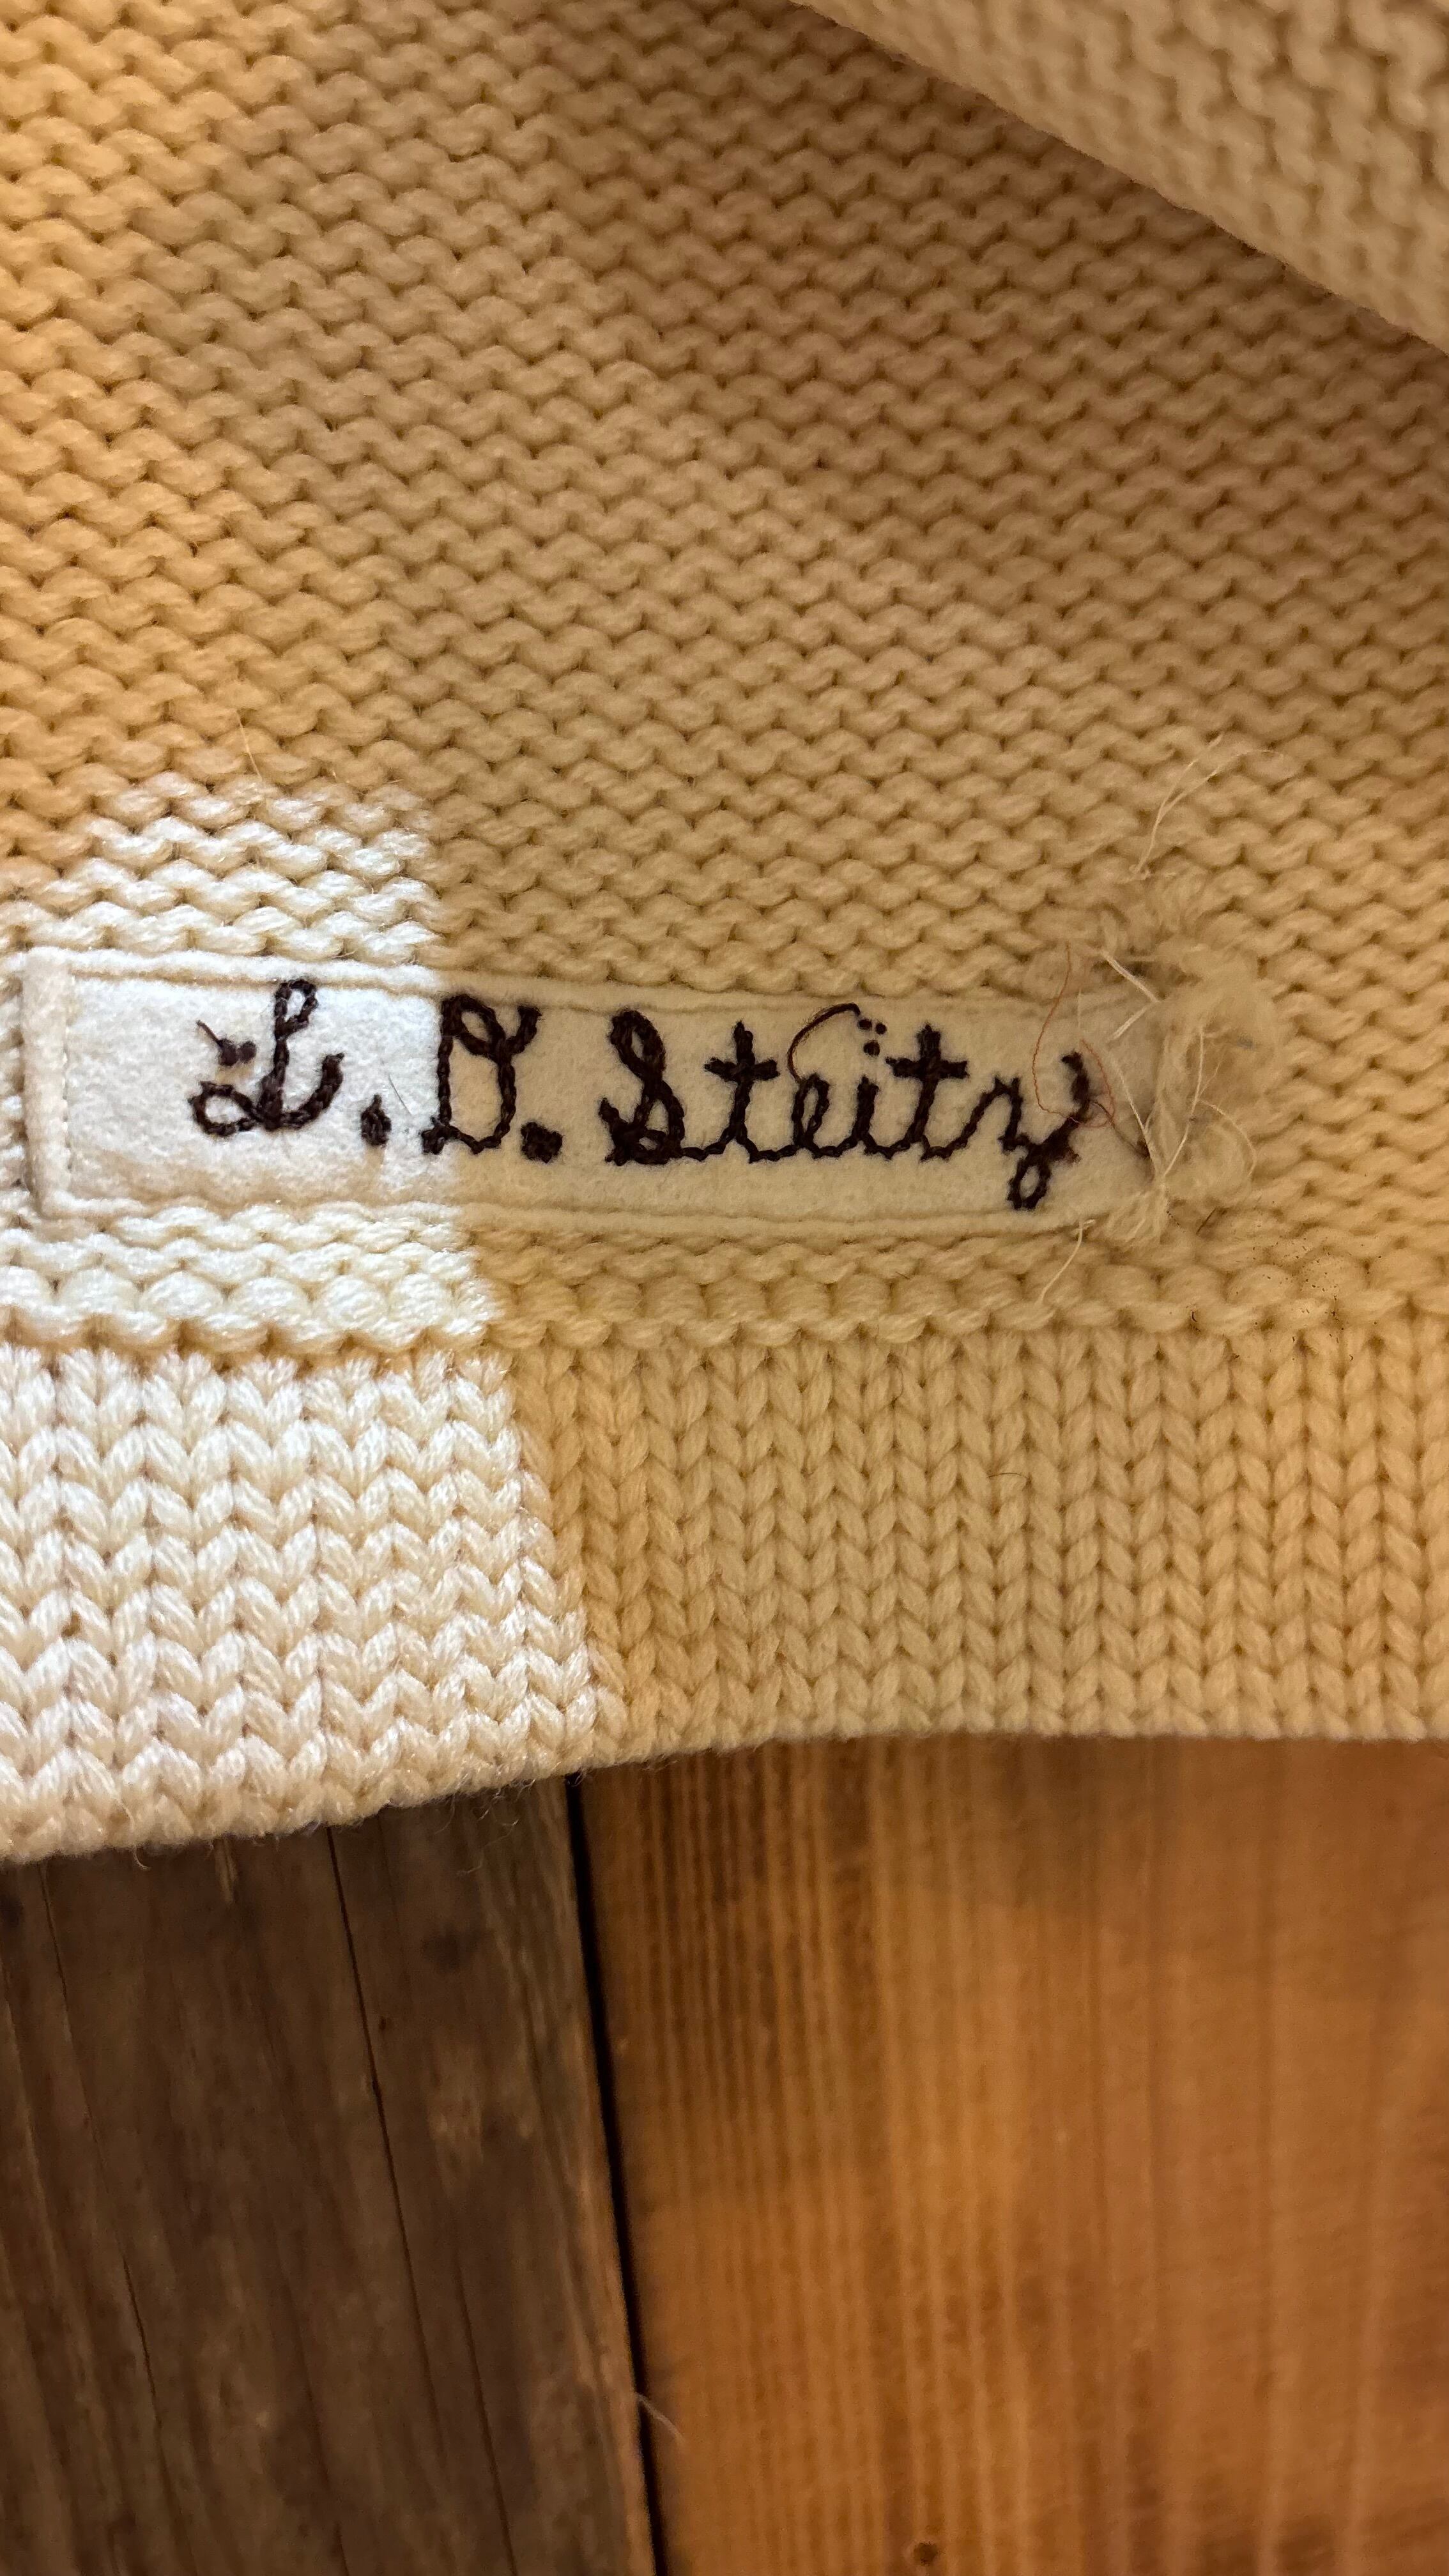 L. D. Steitz